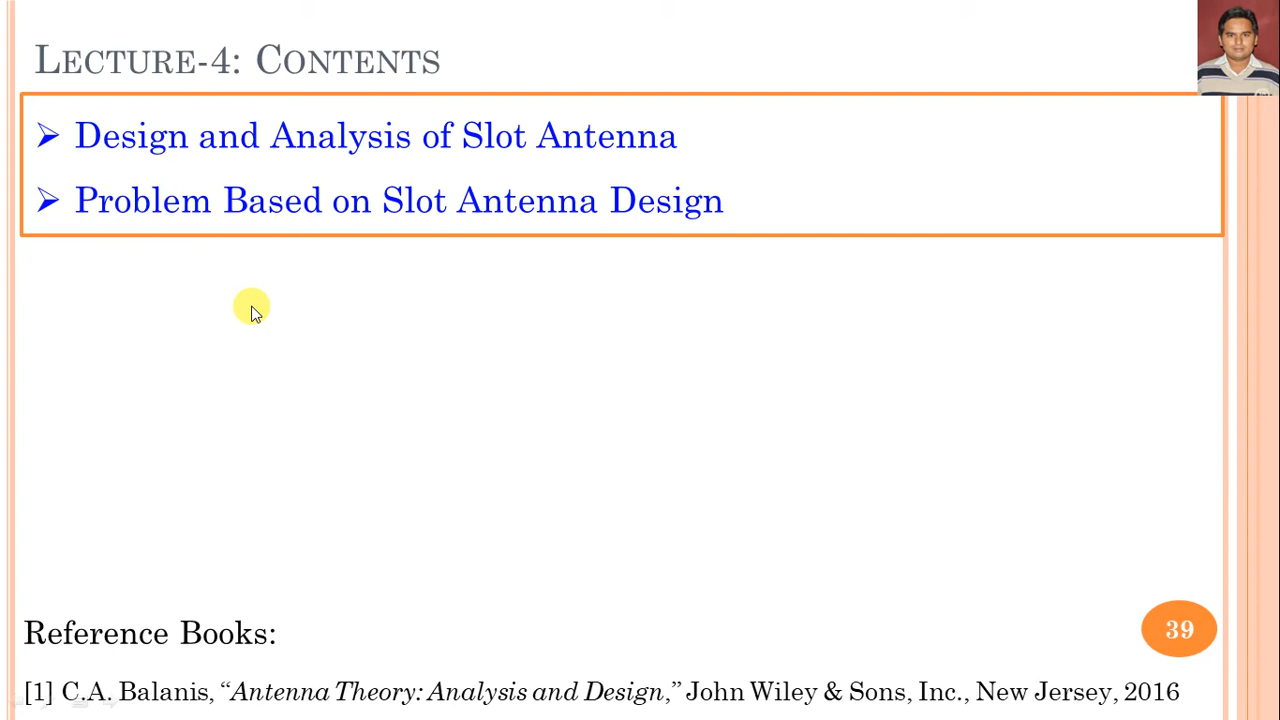 LECTURE-4: CONTENTS
➢ Design and Analysis of Slot Antenna
➢ Problem Based on Slot Antenna Design
Reference Books:
39
[1] C.A. Balanis, “Antenna Theory: Analysis and Design,” John Wiley & Sons, Inc., New Jersey, 2016